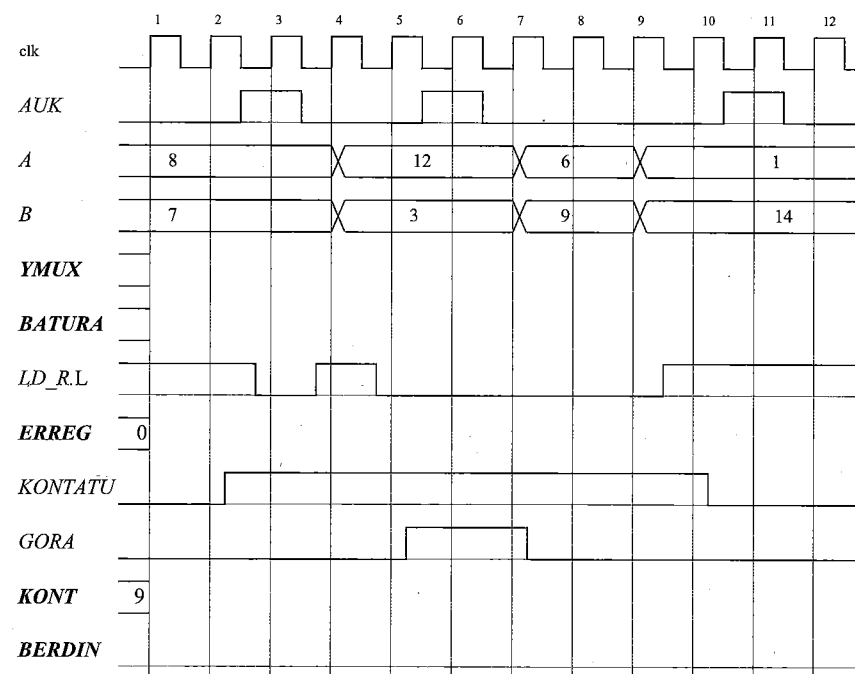 1 2 3 4 5 6 7 8 9 10 11 12
clk
AUK
A 8 12 6 1
B 7 3 9 14
YMUX
BATURA
LD_R.L
ERREG 0
KONTATU
GORA
KONT 9
BERDIN